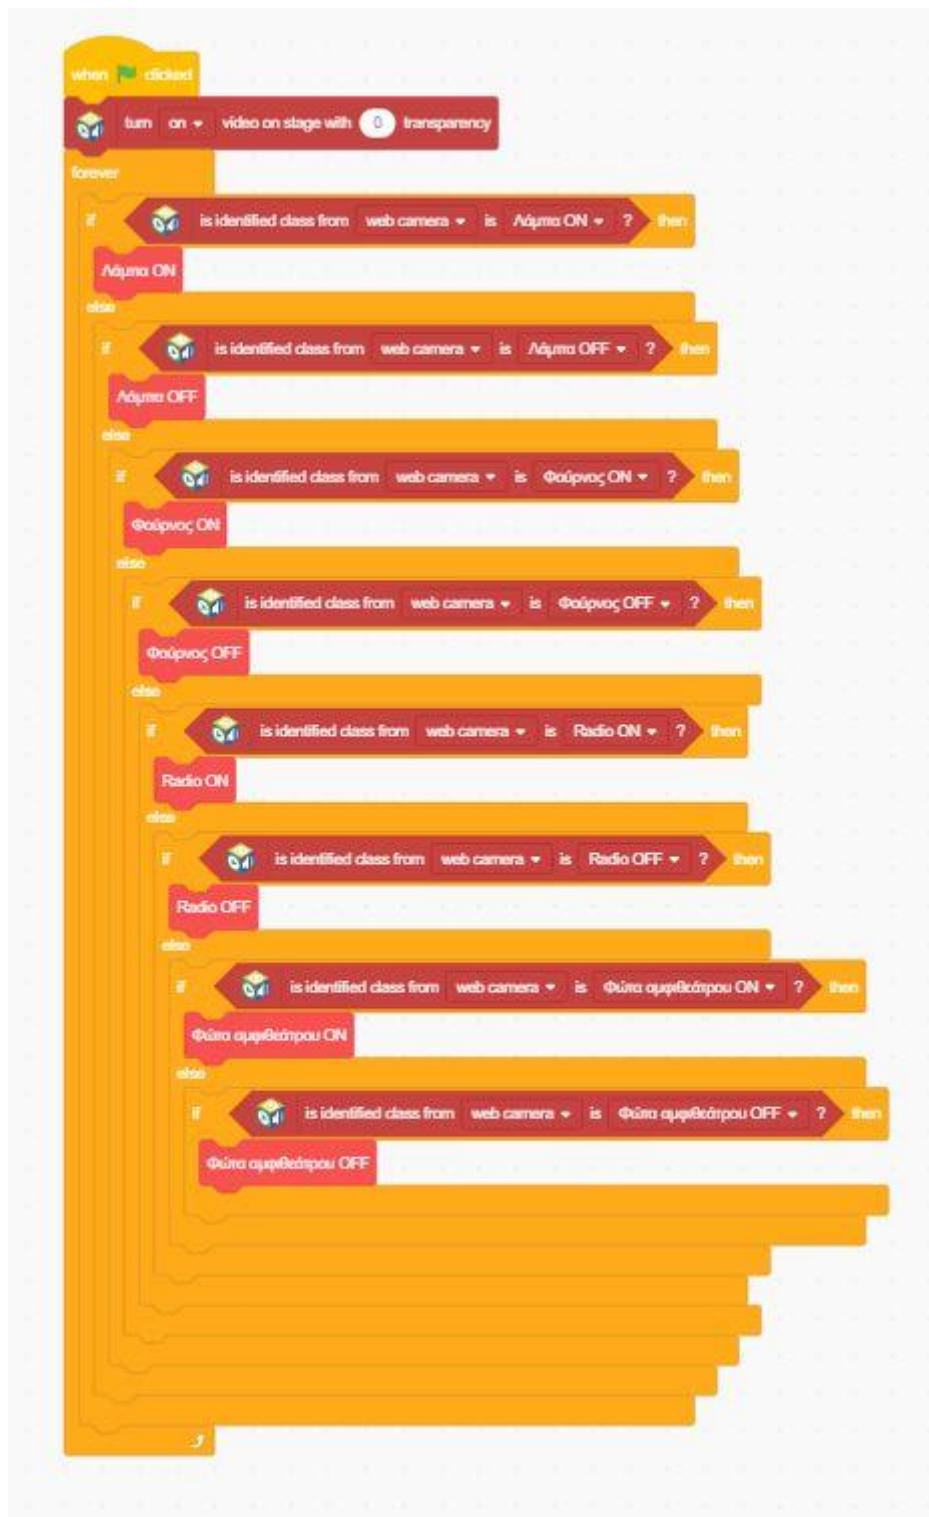 when clicked
turn on video on stage with 0 transparency
forever
if is identified class from web camera is Λάμπα ON ? then
Λάμπα ON
else
if is identified class from web camera is Λάμπα OFF ? then
Λάμπα OFF
else
if is identified class from web camera is Φούρνος ON ? then
Φούρνος ON
else
if is identified class from web camera is Φούρνος OFF ? then
Φούρνος OFF
else
if is identified class from web camera is Radio ON ? then
Radio ON
else
if is identified class from web camera is Radio OFF ? then
Radio OFF
else
if is identified class from web camera is Φώτα αμφιθεάτρου ON ? then
Φώτα αμφιθεάτρου ON
else
if is identified class from web camera is Φώτα αμφιθεάτρου OFF ? then
Φώτα αμφιθεάτρου OFF